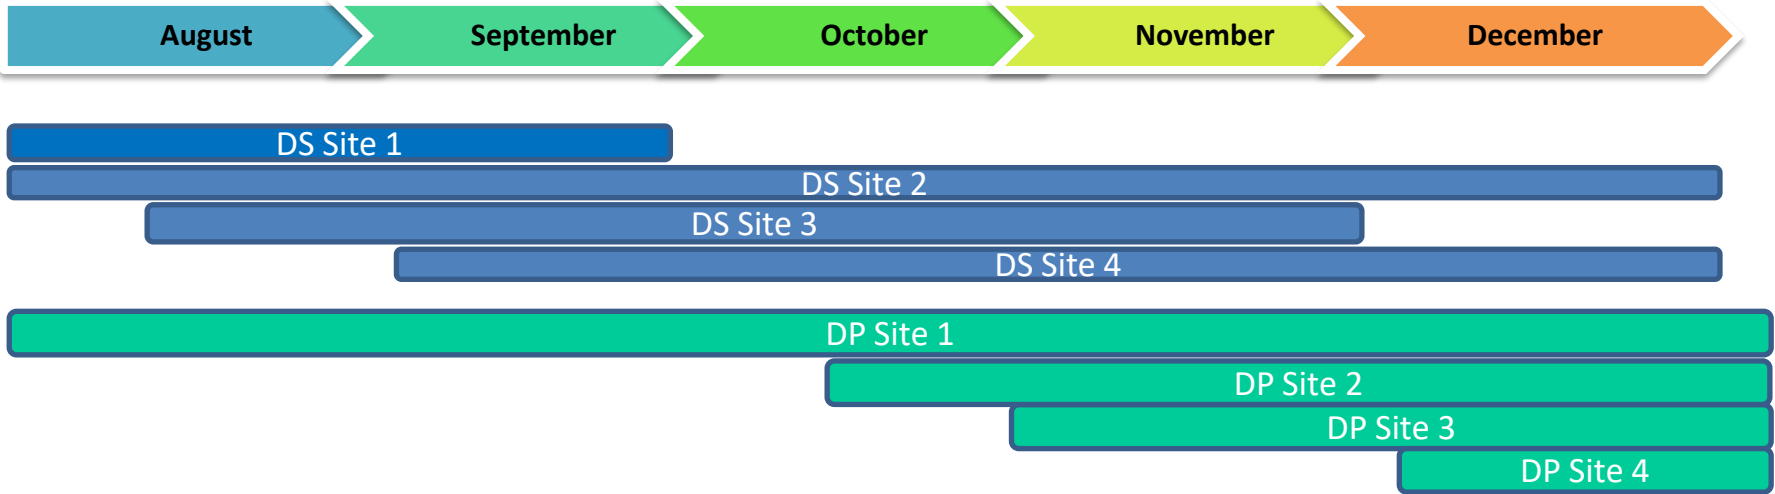 August September October November December
DS Site 1
DS Site 2
DS Site 3
DS Site 4
DP Site 1
DP Site 2
DP Site 3
DP Site 4